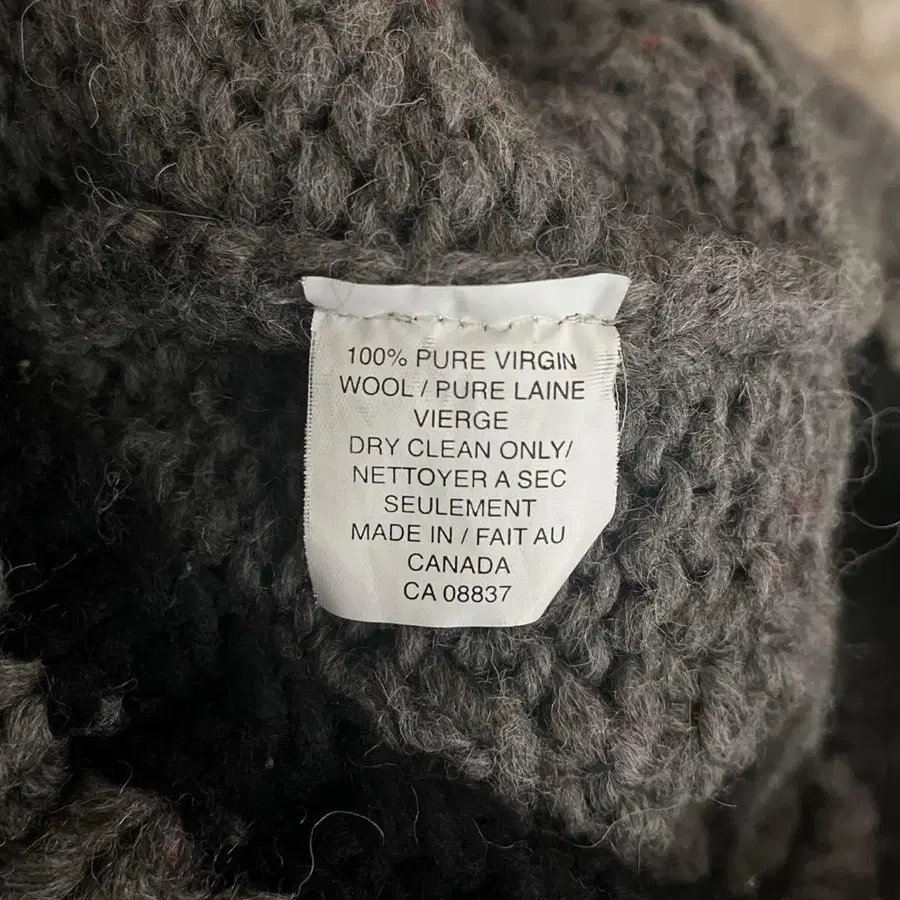 100% PURE VIRGIN
WOOL / PURE LAINE
VIERGE
DRY CLEAN ONLY/
NETTOYER A SEC
SEULEMENT
MADE IN / FAIT AU
CANADA
CA 08837